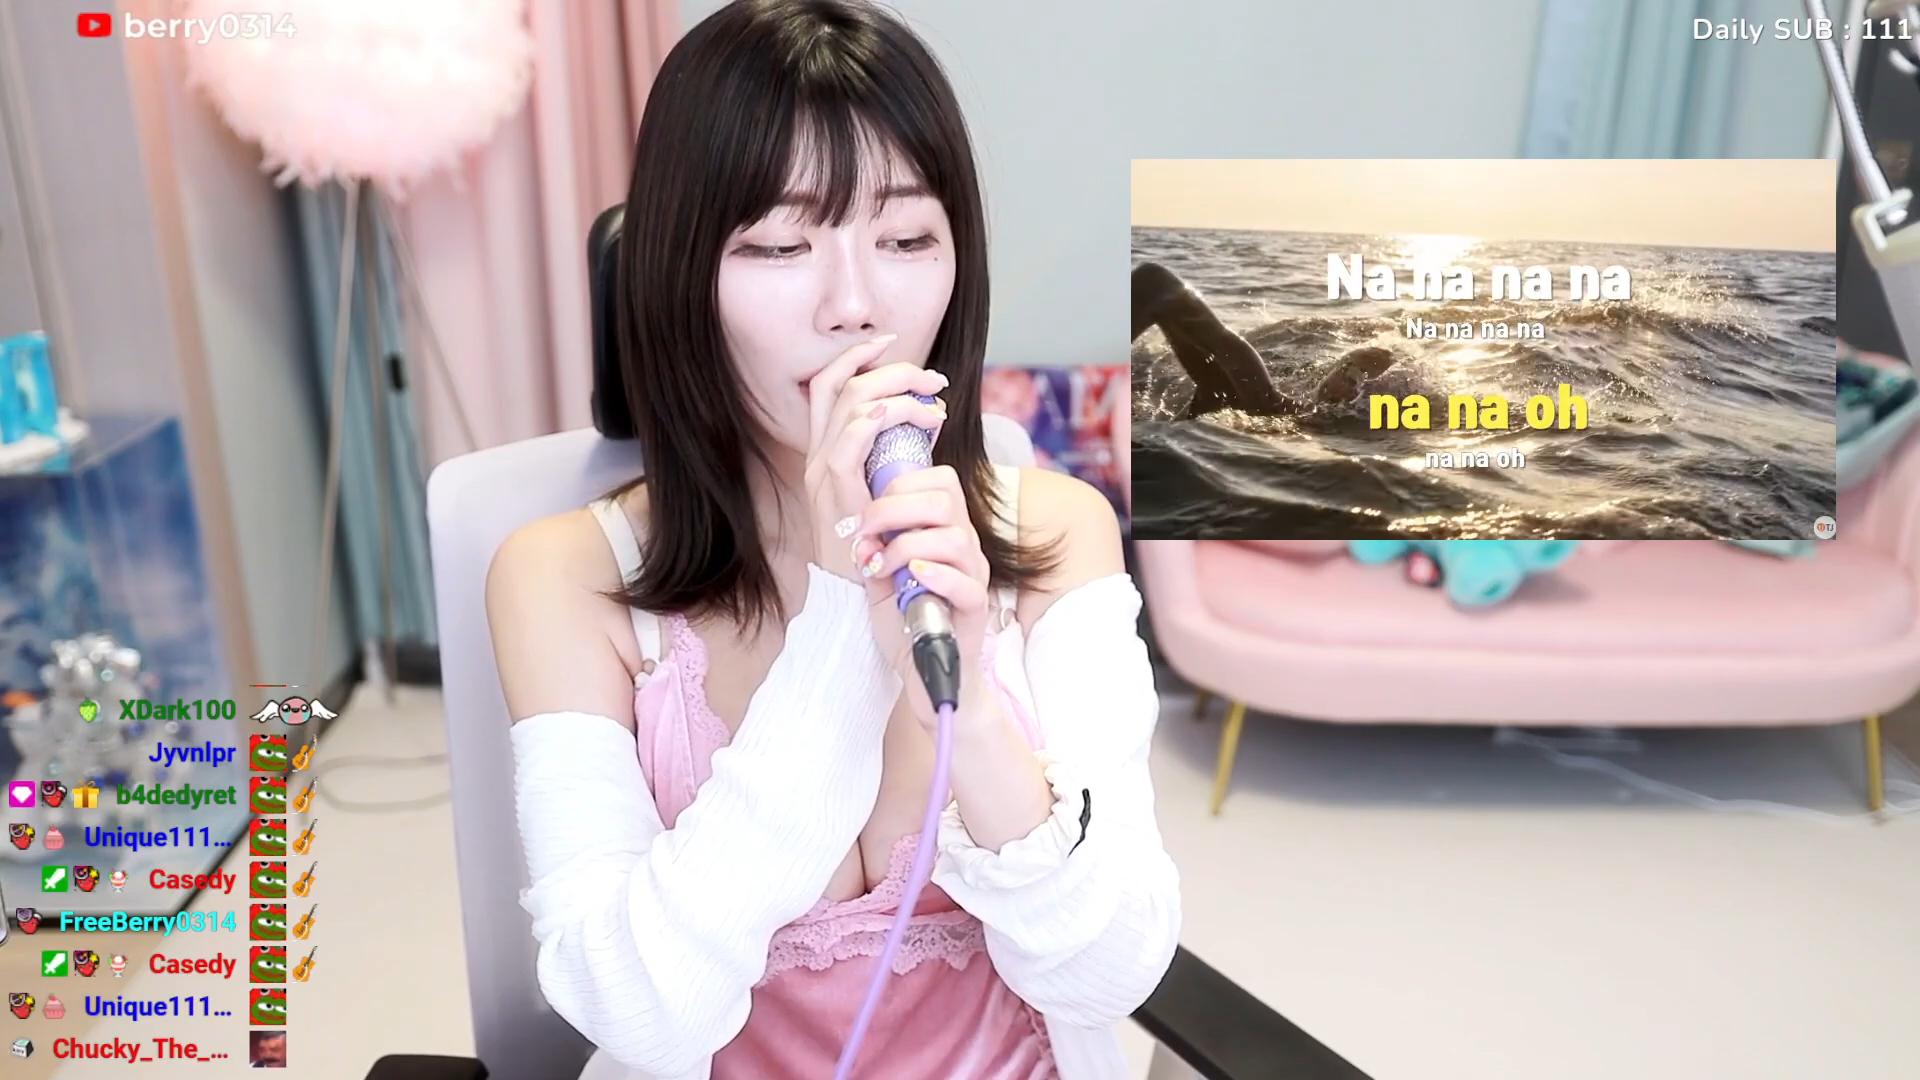 berry0314
Daily SUB : 111
Na na na na
Na na na na
na na oh
na na oh
TJ
XDark100
Jyvnlpr
b4dedyret
Unique111...
Casedy
FreeBerry0314
Casedy
Unique111...
Chucky_The_...